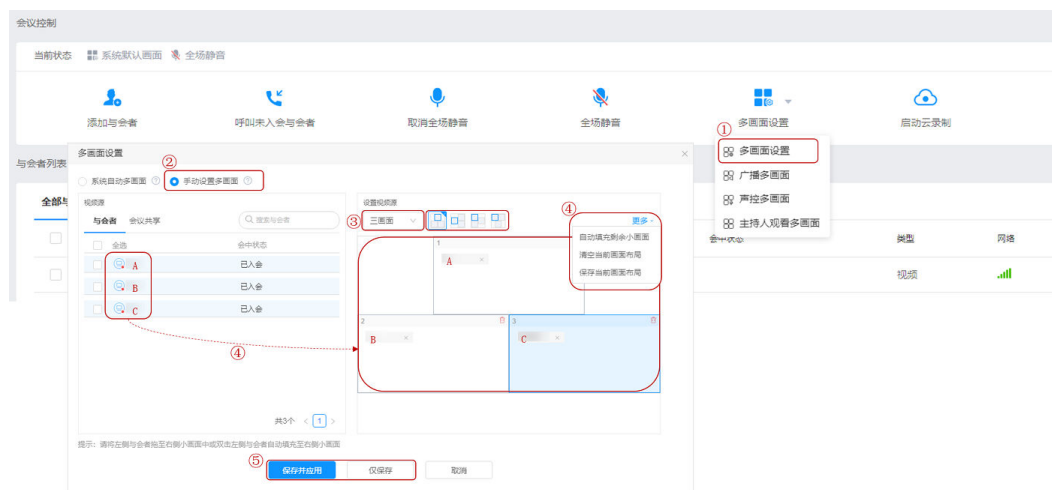 会议控制
当前状态 系统默认画面 全场静音
添加与会者 呼叫未入会与会者 取消全场静音 全场静音 多画面设置 启动云录制
①
多画面设置
广播多画面
声控多画面
主持人观看多画面
与会者列表
全部与
会中状态 类型 网络
视频
多画面设置
②
系统自动多画面 手动设置多画面
视频源
与会者 会议共享 搜索与会者
全选 会中状态
A 已入会
B 已入会
C 已入会
④
共3个 < 1 >
设置视频源
③ 三画面
④
更多
自动填充剩余小画面
清空当前画面布局
保存当前画面布局
1
A ×
2 3
B × C ×
提示：请将左侧与会者拖至右侧小画面中或双击左侧与会者自动填充至右侧小画面
⑤
保存并应用 仅保存 取消